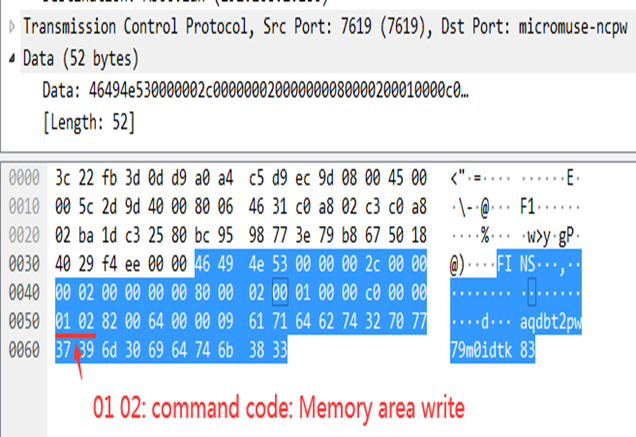 Transmission Control Protocol, Src Port: 7619 (7619), Dst Port: micromuse-ncpw
Data (52 bytes)
Data: 46494e530000002c000000020000000080000200010000c0…
[Length: 52]
0000 3c 22 fb 3d 0d d9 a0 a4 c5 d9 ec 9d 08 00 45 00 <"·=···· ······E·
0010 00 5c 2d 9d 40 00 80 06 46 31 c0 a8 02 c3 c0 a8 ·\-·@··· F1······
0020 02 ba 1d c3 25 80 bc 95 98 77 3e 79 b8 67 50 18 ····%··· ·w>y·gP·
0030 40 29 f4 ee 00 00 46 49 4e 53 00 00 00 2c 00 00 @)····FI NS···,··
0040 00 02 00 00 00 00 80 00 02 00 01 00 00 c0 00 00 ········ ········
0050 01 02 82 00 64 00 00 09 61 71 64 62 74 32 70 77 ····d··· aqdbt2pw
0060 37 39 6d 30 69 64 74 6b 38 33 79m0idtk 83
01 02: command code: Memory area write